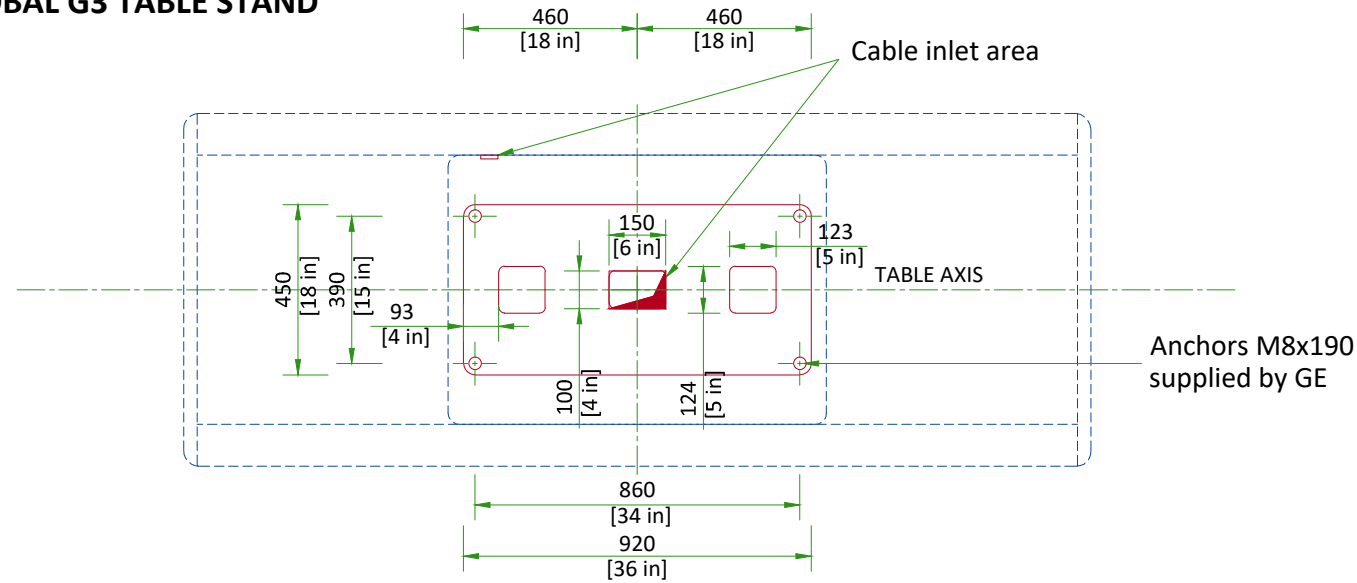 OBAL G3 TABLE STAND
460
[18 in]
460
[18 in]
Cable inlet area
150
[6 in]
123
[5 in]
TABLE AXIS
450
[18 in]
390
[15 in]
93
[4 in]
100
[4 in]
124
[5 in]
Anchors M8x190
supplied by GE
860
[34 in]
920
[36 in]